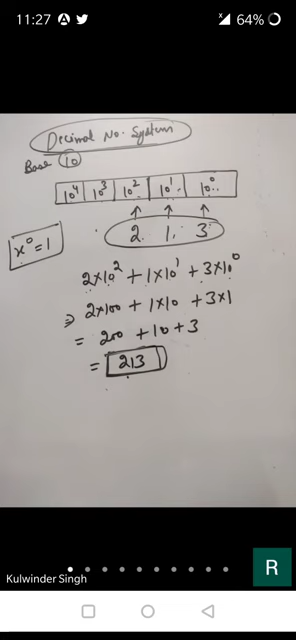 11:27
64%
Decimal No. System
Base 10
10⁴ 10³ 10² 10¹ 10⁰
2 1 3
x⁰=1
2×10² + 1×10¹ + 3×10⁰
⇒ 2×100 + 1×10 + 3×1
= 200 + 10 + 3
= 213
R
Kulwinder Singh